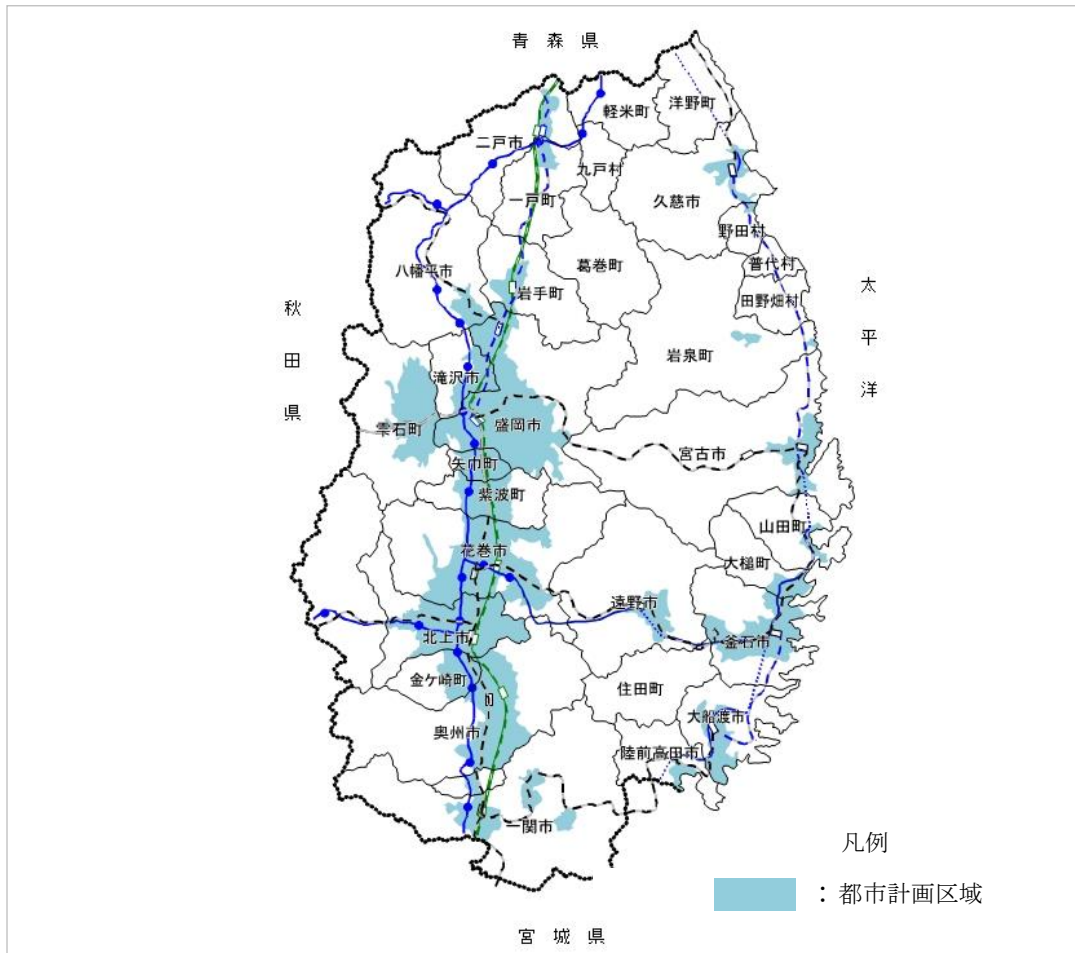 青森県
軽米町
洋野町
二戸市
九戸村
一戸町
久慈市
野田村
葛巻町
普代村
八幡平市
岩手町
田野畑村
太平洋
秋田県
岩泉町
滝沢市
雫石町
盛岡市
宮古市
矢巾町
紫波町
山田町
花巻市
大槌町
遠野市
北上市
釜石市
金ケ崎町
住田町
大船渡市
奥州市
陸前高田市
一関市
凡例
：都市計画区域
宮城県